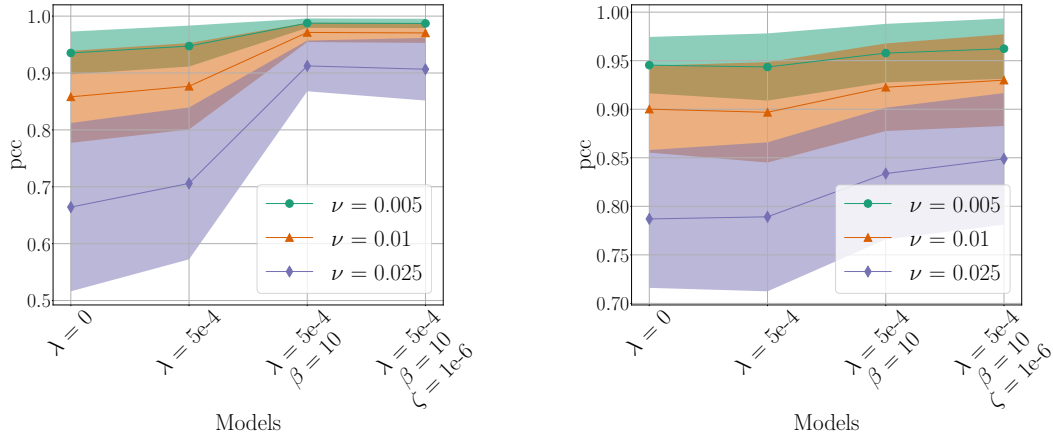 1.0
0.9
0.8
0.7
0.6
0.5
pcc
ν = 0.005
ν = 0.01
ν = 0.025
λ = 0
λ = 5e-4
λ = 5e-4
β = 10
λ = 5e-4
β = 10
ζ = 1e-6
Models
1.00
0.95
0.90
0.85
0.80
0.75
0.70
pcc
ν = 0.005
ν = 0.01
ν = 0.025
λ = 0
λ = 5e-4
λ = 5e-4
β = 10
λ = 5e-4
β = 10
ζ = 1e-6
Models